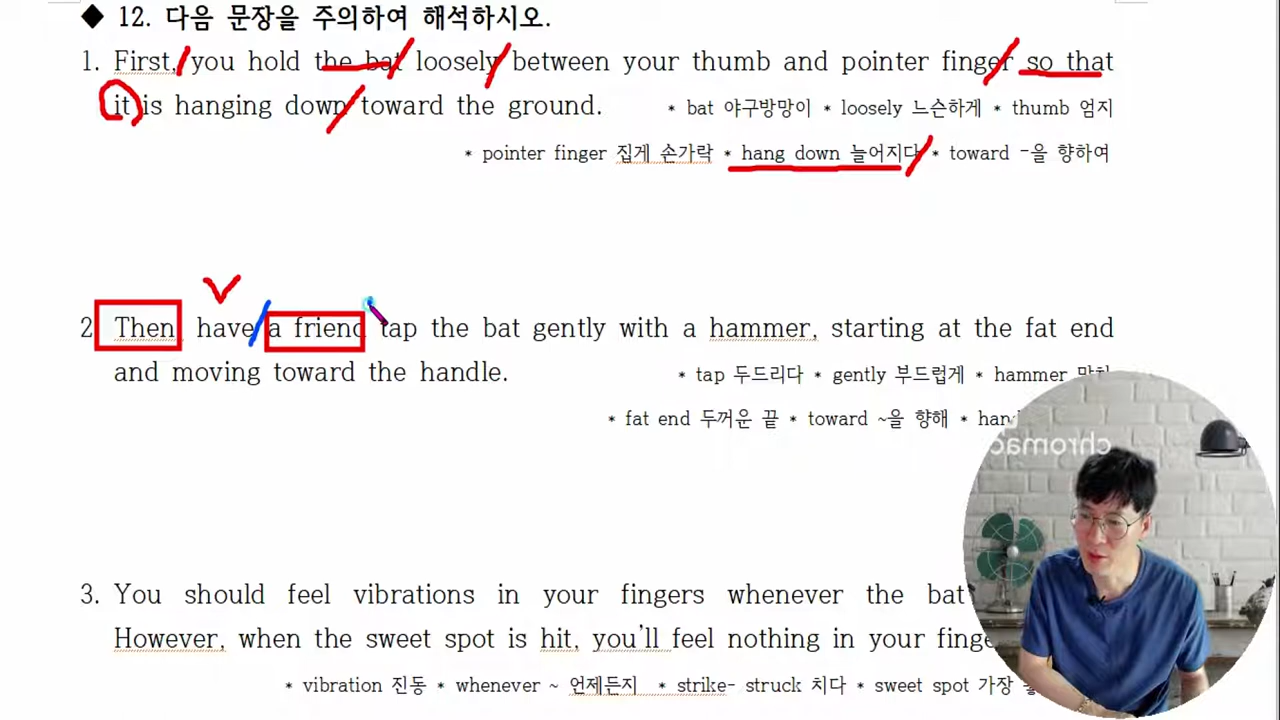 ◆ 12. 다음 문장을 주의하여 해석하시오.
1. First, you hold the bat loosely between your thumb and pointer finger so that
it is hanging down toward the ground. * bat 야구방망이 * loosely 느슨하게 * thumb 엄지
* pointer finger 집게 손가락 * hang down 늘어지다 * toward -을 향하여
2 Then have a friend tap the bat gently with a hammer, starting at the fat end
and moving toward the handle. * tap 두드리다 * gently 부드럽게 * hammer
* fat end 두꺼운 끝 * toward ~을 향해 *
3. You should feel vibrations in your fingers whenever the bat
However, when the sweet spot is hit, you'll feel nothing in your
* vibration 진동 * whenever ~ 언제든지 * strike- struck 치다 * sweet spot 가장